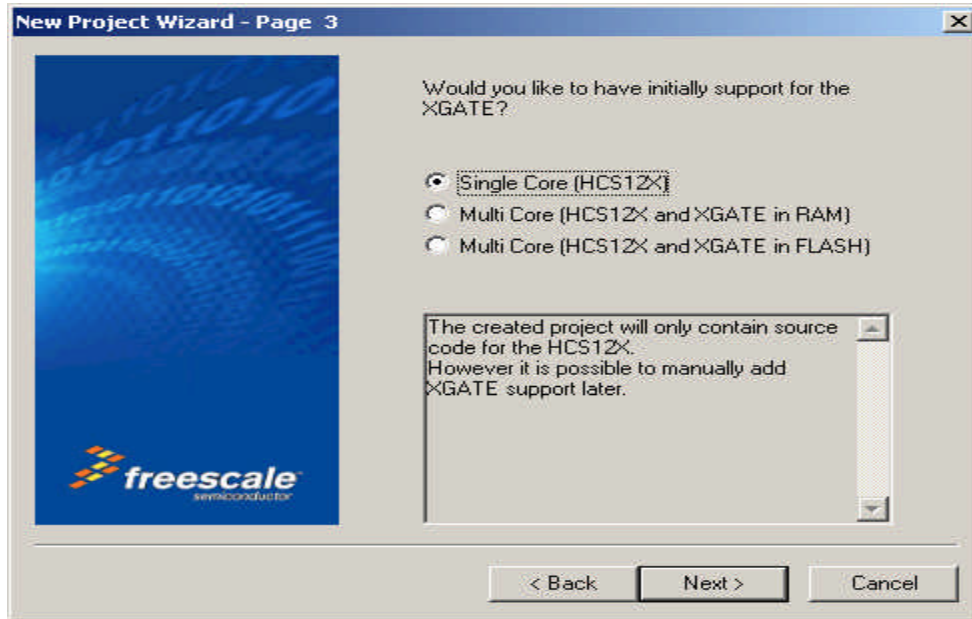 New Project Wizard - Page 3
Would you like to have initially support for the
XGATE?
Single Core (HCS12X)
Multi Core (HCS12X and XGATE in RAM)
Multi Core (HCS12X and XGATE in FLASH)
The created project will only contain source
code for the HCS12X.
However it is possible to manually add
XGATE support later.
freescale
semiconductor
< Back
Next >
Cancel